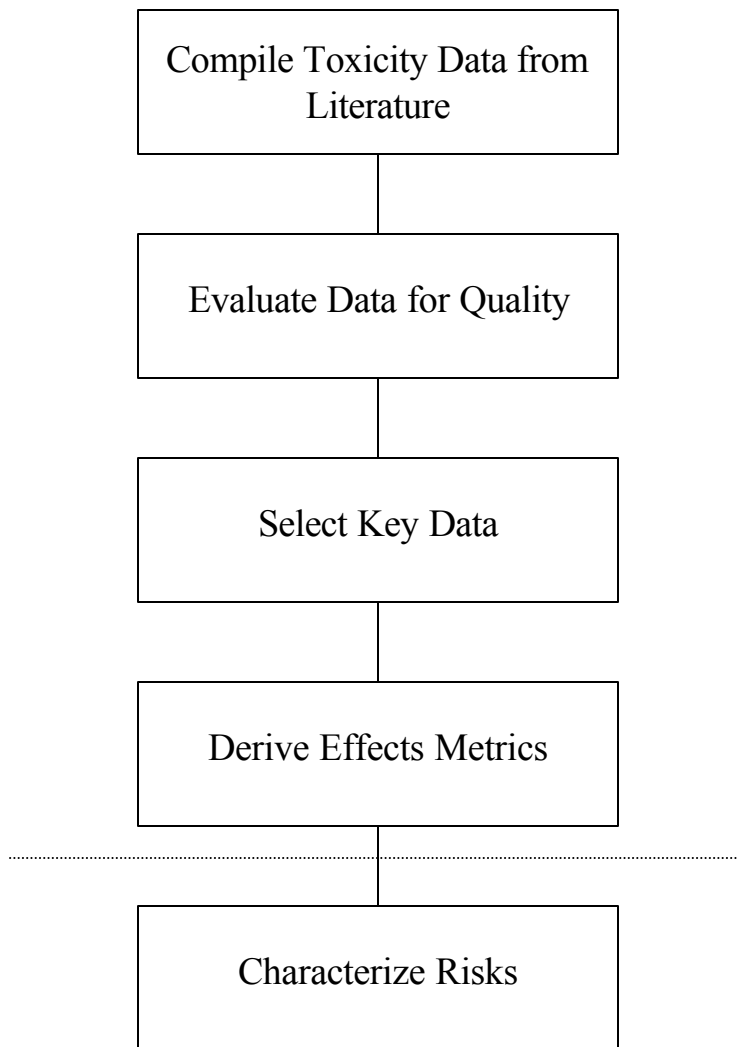 Compile Toxicity Data from
Literature
Evaluate Data for Quality
Select Key Data
Derive Effects Metrics
Characterize Risks